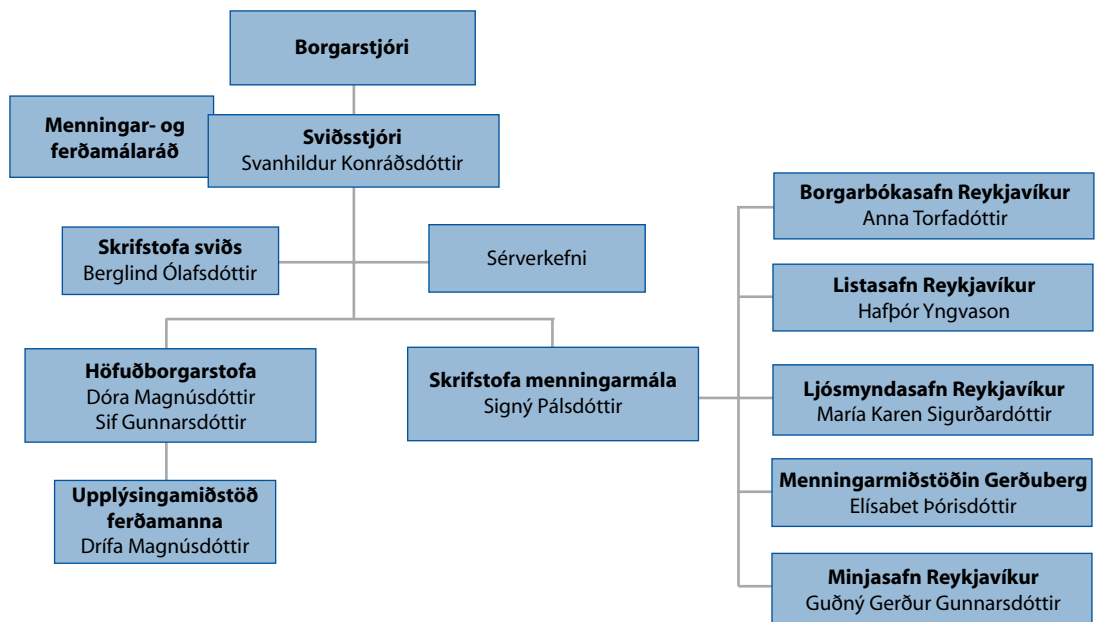 Borgarstjóri
Menningar- og
ferðamálaráð
Sviðsstjóri
Svanhildur Konráðsdóttir
Skrifstofa sviðs
Berglind Ólafsdóttir
Sérverkefni
Höfuðborgarstofa
Dóra Magnúsdóttir
Sif Gunnarsdóttir
Upplýsingamiðstöð
ferðamanna
Drífa Magnúsdóttir
Skrifstofa menningarmála
Signý Pálsdóttir
Borgarbókasafn Reykjavíkur
Anna Torfadóttir
Listasafn Reykjavíkur
Hafþór Yngvason
Ljósmyndasafn Reykjavíkur
María Karen Sigurðardóttir
Menningarmiðstöðin Gerðuberg
Elísabet Þórisdóttir
Minjasafn Reykjavíkur
Guðný Gerður Gunnarsdóttir